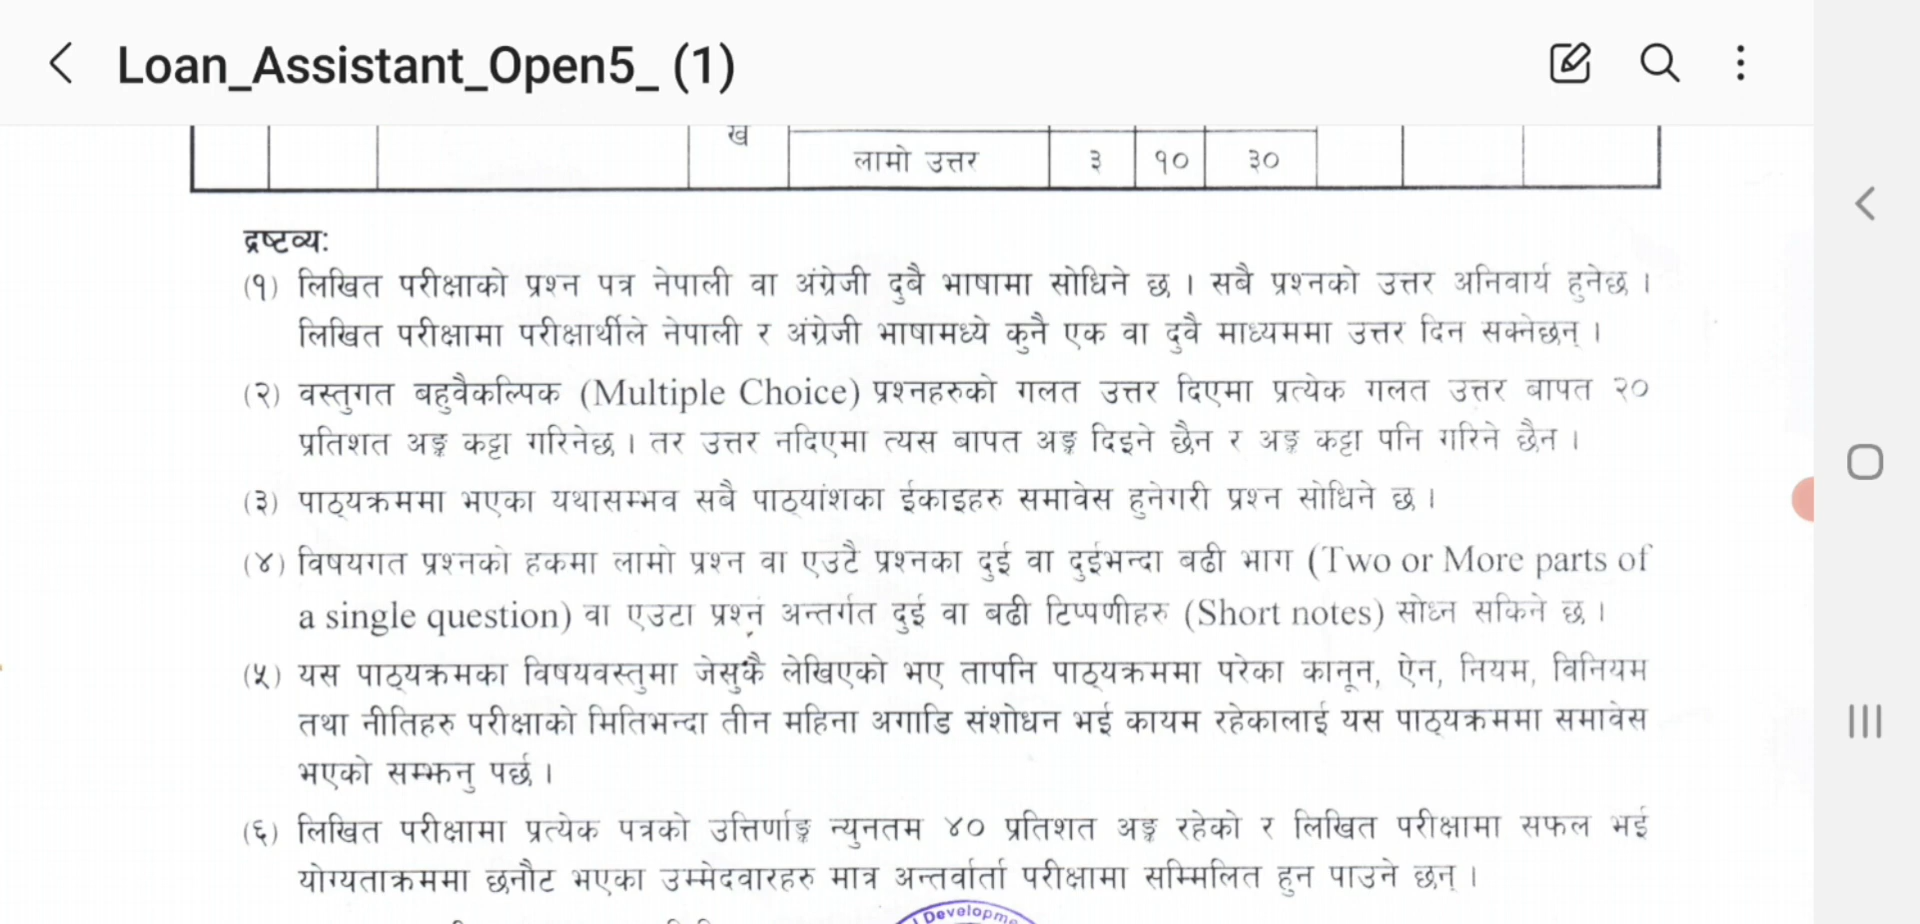 Loan_Assistant_Open5_ (1)
ख
लामो उत्तर ३ १० ३०
द्रष्टव्यः
(१) लिखित परीक्षाको प्रश्न पत्र नेपाली वा अंग्रेजी दुबै भाषामा सोधिने छ । सबै प्रश्नको उत्तर अनिवार्य हुनेछ ।
लिखित परीक्षामा परीक्षार्थीले नेपाली र अंग्रेजी भाषामध्ये कुनै एक वा दुवै माध्यममा उत्तर दिन सक्नेछन् ।
(२) वस्तुगत बहुवैकल्पिक (Multiple Choice) प्रश्नहरुको गलत उत्तर दिएमा प्रत्येक गलत उत्तर बापत २०
प्रतिशत अङ्क कट्टा गरिनेछ । तर उत्तर नदिएमा त्यस बापत अङ्क दिइने छैन र अङ्क कट्टा पनि गरिने छैन ।
(३) पाठ्यक्रममा भएका यथासम्भव सबै पाठ्यांशका ईकाइहरु समावेस हुनेगरी प्रश्न सोधिने छ ।
(४) विषयगत प्रश्नको हकमा लामो प्रश्न वा एउटै प्रश्नका दुई वा दुईभन्दा बढी भाग (Two or More parts of
a single question) वा एउटा प्रश्न अन्तर्गत दुई वा बढी टिप्पणीहरु (Short notes) सोध्न सकिने छ ।
(५) यस पाठ्यक्रमका विषयवस्तुमा जेसुकै लेखिएको भए तापनि पाठ्यक्रममा परेका कानून, ऐन, नियम, विनियम
तथा नीतिहरु परीक्षाको मितिभन्दा तीन महिना अगाडि संशोधन भई कायम रहेकालाई यस पाठ्यक्रममा समावेस
भएको सम्झनु पर्छ ।
(६) लिखित परीक्षामा प्रत्येक पत्रको उत्तिर्णाङ्क न्युनतम ४० प्रतिशत अङ्क रहेको र लिखित परीक्षामा सफल भई
योग्यताक्रममा छनौट भएका उम्मेदवारहरु मात्र अन्तर्वार्ता परीक्षामा सम्मिलित हुन पाउने छन् ।